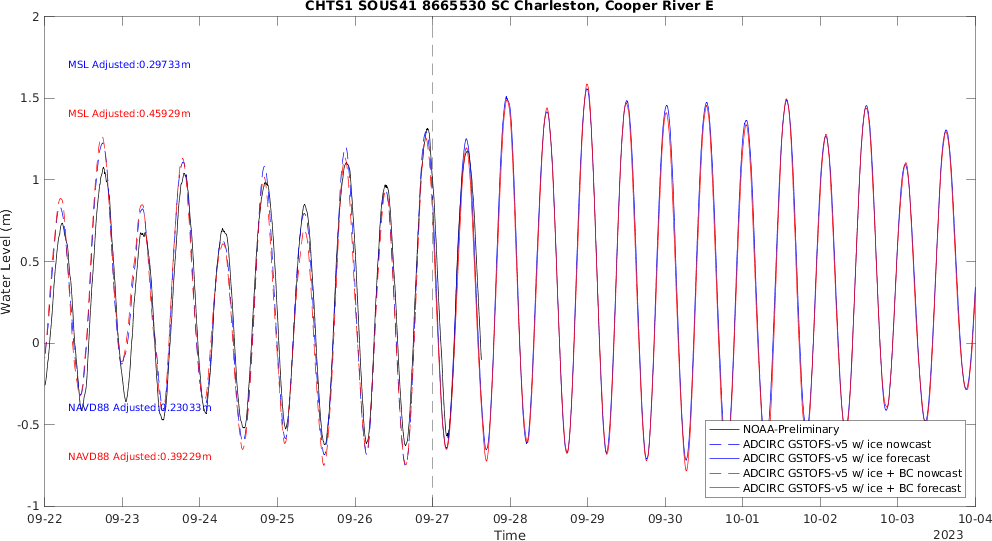 CHTS1 SOUS41 8665530 SC Charleston, Cooper River E
2
1.5
1
0.5
0
-0.5
-1
Water Level (m)
MSL Adjusted:0.29733m
MSL Adjusted:0.45929m
NAVD88 Adjusted:0.23033m
NAVD88 Adjusted:0.39229m
NOAA-Preliminary
ADCIRC GSTOFS-v5 w/ ice nowcast
ADCIRC GSTOFS-v5 w/ ice forecast
ADCIRC GSTOFS-v5 w/ ice + BC nowcast
ADCIRC GSTOFS-v5 w/ ice + BC forecast
09-22 09-23 09-24 09-25 09-26 09-27 09-28 09-29 09-30 10-01 10-02 10-03 10-04
Time
2023